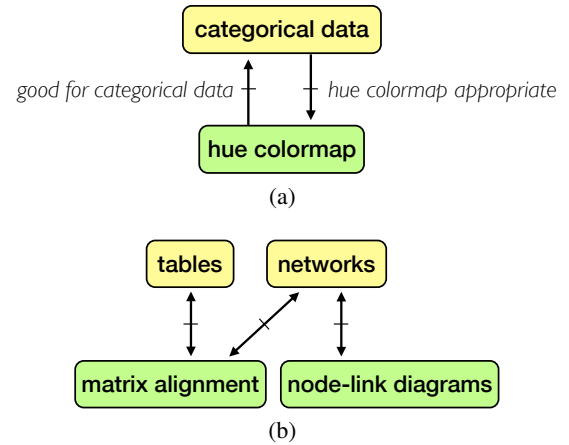 categorical data
good for categorical data
hue colormap appropriate
hue colormap
(a)
tables
networks
matrix alignment
node-link diagrams
(b)